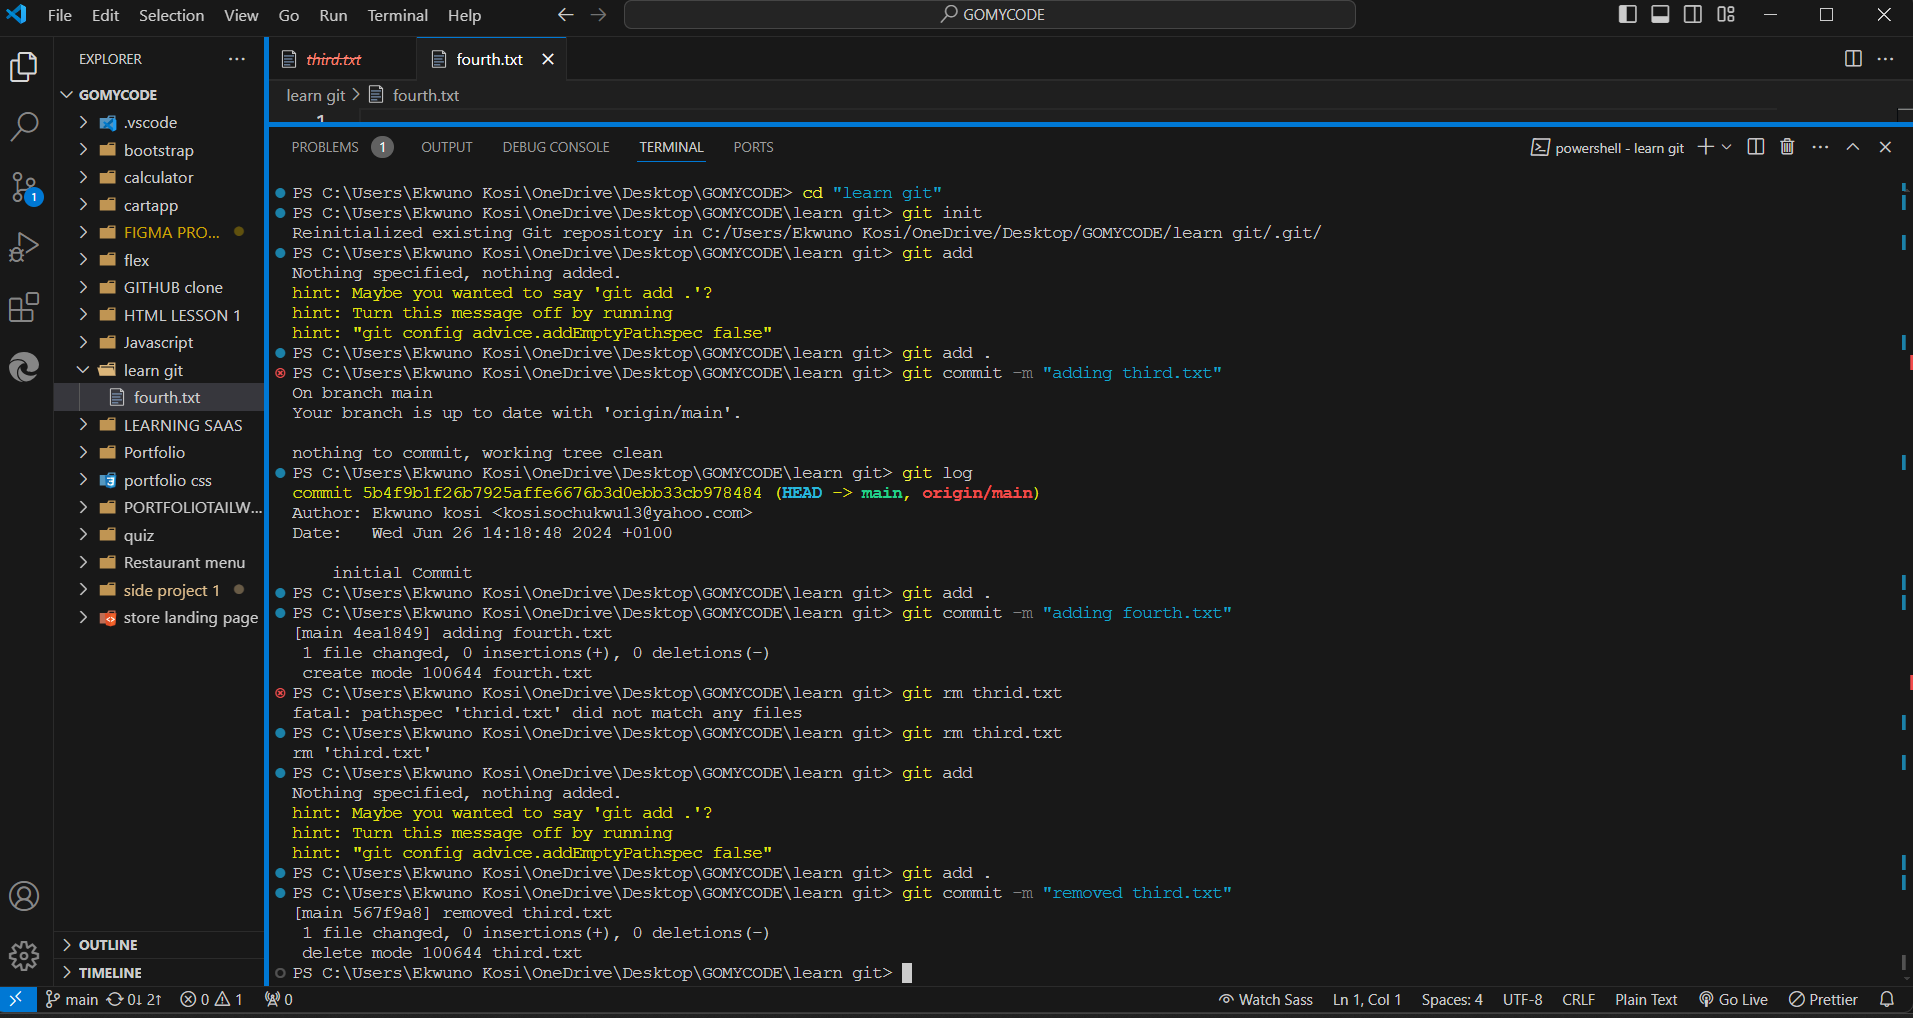 File Edit Selection View Go Run Terminal Help
GOMYCODE
EXPLORER
GOMYCODE
.vscode
bootstrap
calculator
cartapp
FIGMA PRO...
flex
GITHUB clone
HTML LESSON 1
Javascript
learn git
fourth.txt
LEARNING SAAS
Portfolio
portfolio css
PORTFOLIOTAILW...
quiz
Restaurant menu
side project 1
store landing page
OUTLINE
TIMELINE
1
third.txt
fourth.txt
learn git > fourth.txt
1
PROBLEMS 1 OUTPUT DEBUG CONSOLE TERMINAL PORTS
powershell - learn git
PS C:\Users\Ekwuno Kosi\OneDrive\Desktop\GOMYCODE> cd "learn git"
PS C:\Users\Ekwuno Kosi\OneDrive\Desktop\GOMYCODE\learn git> git init
Reinitialized existing Git repository in C:/Users/Ekwuno Kosi/OneDrive/Desktop/GOMYCODE/learn git/.git/
PS C:\Users\Ekwuno Kosi\OneDrive\Desktop\GOMYCODE\learn git> git add
Nothing specified, nothing added.
hint: Maybe you wanted to say 'git add .'?
hint: Turn this message off by running
hint: "git config advice.addEmptyPathspec false"
PS C:\Users\Ekwuno Kosi\OneDrive\Desktop\GOMYCODE\learn git> git add .
PS C:\Users\Ekwuno Kosi\OneDrive\Desktop\GOMYCODE\learn git> git commit -m "adding third.txt"
On branch main
Your branch is up to date with 'origin/main'.
nothing to commit, working tree clean
PS C:\Users\Ekwuno Kosi\OneDrive\Desktop\GOMYCODE\learn git> git log
commit 5b4f9b1f26b7925affe6676b3d0ebb33cb978484 (HEAD -> main, origin/main)
Author: Ekwuno kosi <kosisochukwu13@yahoo.com>
Date:   Wed Jun 26 14:18:48 2024 +0100
initial Commit
PS C:\Users\Ekwuno Kosi\OneDrive\Desktop\GOMYCODE\learn git> git add .
PS C:\Users\Ekwuno Kosi\OneDrive\Desktop\GOMYCODE\learn git> git commit -m "adding fourth.txt"
[main 4ea1849] adding fourth.txt
1 file changed, 0 insertions(+), 0 deletions(-)
create mode 100644 fourth.txt
PS C:\Users\Ekwuno Kosi\OneDrive\Desktop\GOMYCODE\learn git> git rm thrid.txt
fatal: pathspec 'thrid.txt' did not match any files
PS C:\Users\Ekwuno Kosi\OneDrive\Desktop\GOMYCODE\learn git> git rm third.txt
rm 'third.txt'
PS C:\Users\Ekwuno Kosi\OneDrive\Desktop\GOMYCODE\learn git> git add
Nothing specified, nothing added.
hint: Maybe you wanted to say 'git add .'?
hint: Turn this message off by running
hint: "git config advice.addEmptyPathspec false"
PS C:\Users\Ekwuno Kosi\OneDrive\Desktop\GOMYCODE\learn git> git add .
PS C:\Users\Ekwuno Kosi\OneDrive\Desktop\GOMYCODE\learn git> git commit -m "removed third.txt"
[main 567f9a8] removed third.txt
1 file changed, 0 insertions(+), 0 deletions(-)
delete mode 100644 third.txt
PS C:\Users\Ekwuno Kosi\OneDrive\Desktop\GOMYCODE\learn git>
main 0↓ 2↑ 0 1 0 Watch Sass Ln 1, Col 1 Spaces: 4 UTF-8 CRLF Plain Text Go Live Prettier